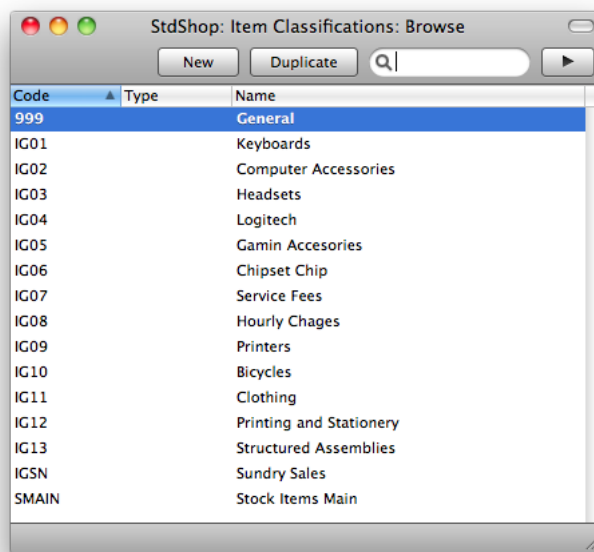 StdShop: Item Classifications: Browse
New Duplicate
Code Type Name
999 General
IG01 Keyboards
IG02 Computer Accessories
IG03 Headsets
IG04 Logitech
IG05 Gamin Accesories
IG06 Chipset Chip
IG07 Service Fees
IG08 Hourly Chages
IG09 Printers
IG10 Bicycles
IG11 Clothing
IG12 Printing and Stationery
IG13 Structured Assemblies
IGSN Sundry Sales
SMAIN Stock Items Main